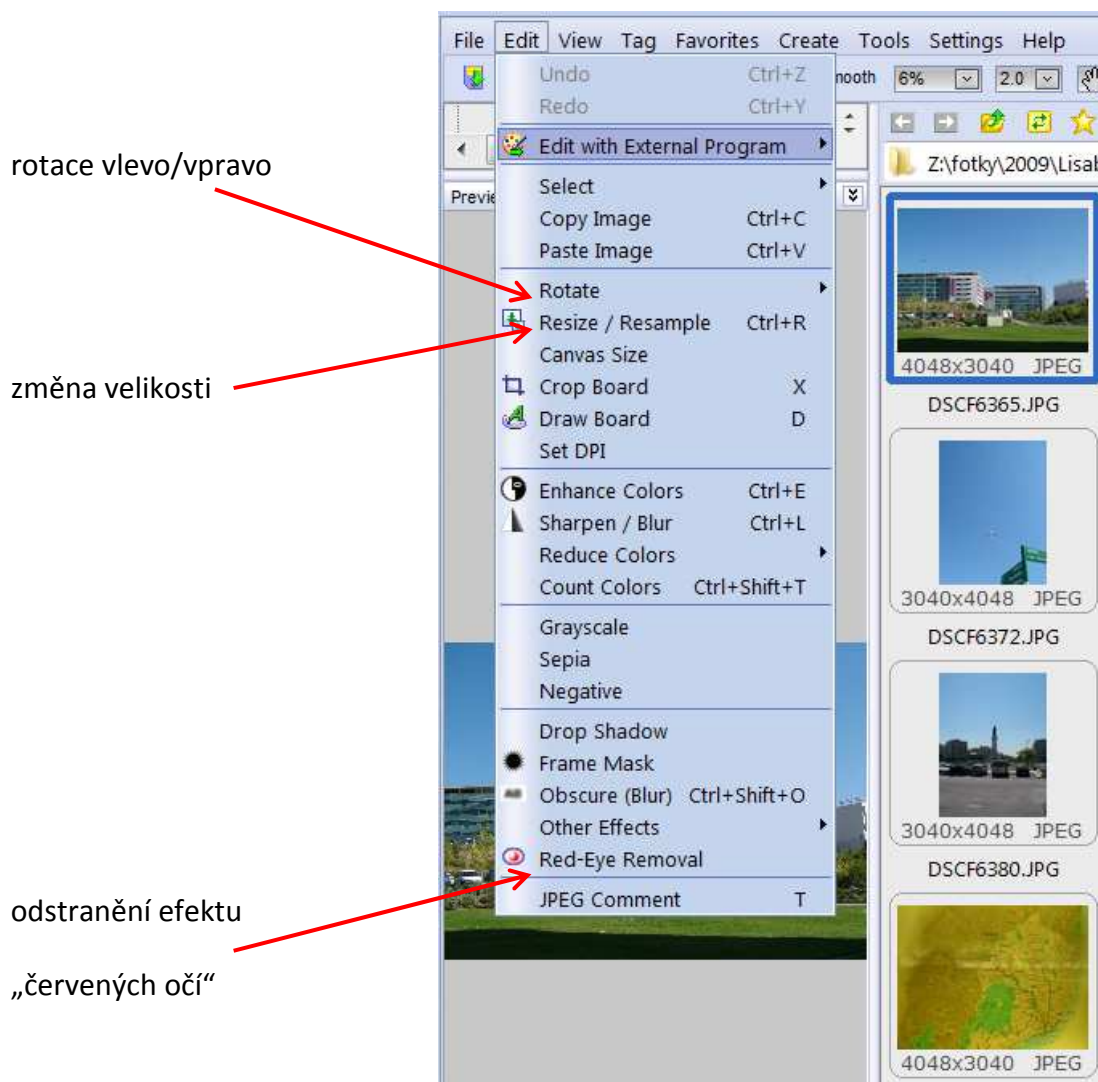 File Edit View Tag Favorites Create Tools Settings Help
6% 2.0
Z:\fotky\2009\Lisab
Previe
Undo Ctrl+Z
Redo Ctrl+Y
Edit with External Program
Select
Copy Image Ctrl+C
Paste Image Ctrl+V
Rotate
Resize / Resample Ctrl+R
Canvas Size
Crop Board X
Draw Board D
Set DPI
Enhance Colors Ctrl+E
Sharpen / Blur Ctrl+L
Reduce Colors
Count Colors Ctrl+Shift+T
Grayscale
Sepia
Negative
Drop Shadow
Frame Mask
Obscure (Blur) Ctrl+Shift+O
Other Effects
Red-Eye Removal
JPEG Comment T
rotace vlevo/vpravo
změna velikosti
odstranění efektu
„červených očí“
4048x3040 JPEG
DSCF6365.JPG
3040x4048 JPEG
DSCF6372.JPG
3040x4048 JPEG
DSCF6380.JPG
4048x3040 JPEG